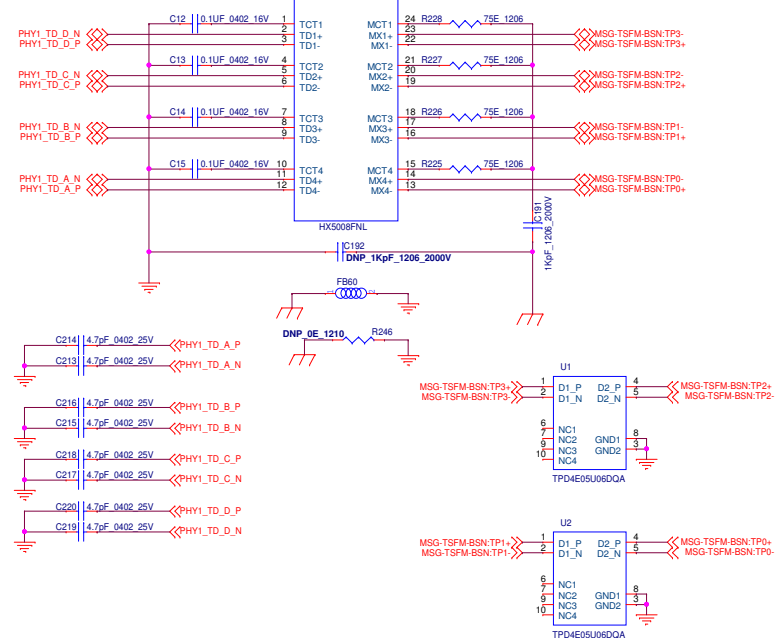 C12 0.1UF_0402_16V 1 TCT1 MCT1 24 R228 75E_1206
PHY1_TD_D_N 2 TD1+ MX1+ 23 MSG-TSFM-BSN:TP3-
PHY1_TD_D_P 3 TD1- MX1- 22 MSG-TSFM-BSN:TP3+
C13 0.1UF_0402_16V 4 TCT2 MCT2 21 R227 75E_1206
PHY1_TD_C_N 5 TD2+ MX2+ 20 MSG-TSFM-BSN:TP2-
PHY1_TD_C_P 6 TD2- MX2- 19 MSG-TSFM-BSN:TP2+
C14 0.1UF_0402_16V 7 TCT3 MCT3 18 R226 75E_1206
PHY1_TD_B_N 8 TD3+ MX3+ 17 MSG-TSFM-BSN:TP1-
PHY1_TD_B_P 9 TD3- MX3- 16 MSG-TSFM-BSN:TP1+
C15 0.1UF_0402_16V 10 TCT4 MCT4 15 R225 75E_1206
PHY1_TD_A_N 11 TD4+ MX4+ 14 MSG-TSFM-BSN:TP0-
PHY1_TD_A_P 12 TD4- MX4- 13 MSG-TSFM-BSN:TP0+
HX5008FNL
C191
1KpF_1206_2000V
C192
DNP_1KpF_1206_2000V
FB60
1 2
DNP_0E_1210 R246
C214 4.7pF_0402_25V PHY1_TD_A_P
C213 4.7pF_0402_25V PHY1_TD_A_N
C216 4.7pF_0402_25V PHY1_TD_B_P
C215 4.7pF_0402_25V PHY1_TD_B_N
C218 4.7pF_0402_25V PHY1_TD_C_P
C217 4.7pF_0402_25V PHY1_TD_C_N
C220 4.7pF_0402_25V PHY1_TD_D_P
C219 4.7pF_0402_25V PHY1_TD_D_N
U1
MSG-TSFM-BSN:TP3+ 1 D1_P D2_P 4 MSG-TSFM-BSN:TP2+
MSG-TSFM-BSN:TP3- 2 D1_N D2_N 5 MSG-TSFM-BSN:TP2-
6 NC1
7 NC2 GND1 8
9 NC3 GND2 3
10 NC4
TPD4E05U06DQA
U2
MSG-TSFM-BSN:TP1+ 1 D1_P D2_P 4 MSG-TSFM-BSN:TP0+
MSG-TSFM-BSN:TP1- 2 D1_N D2_N 5 MSG-TSFM-BSN:TP0-
6 NC1
7 NC2 GND1 8
9 NC3 GND2 3
10 NC4
TPD4E05U06DQA